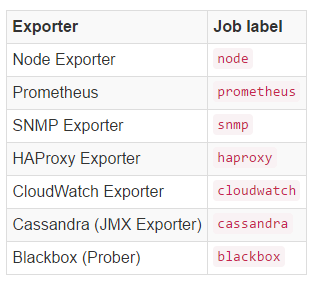 Exporter Job label
Node Exporter node
Prometheus prometheus
SNMP Exporter snmp
HAProxy Exporter haproxy
CloudWatch Exporter cloudwatch
Cassandra (JMX Exporter) cassandra
Blackbox (Prober) blackbox